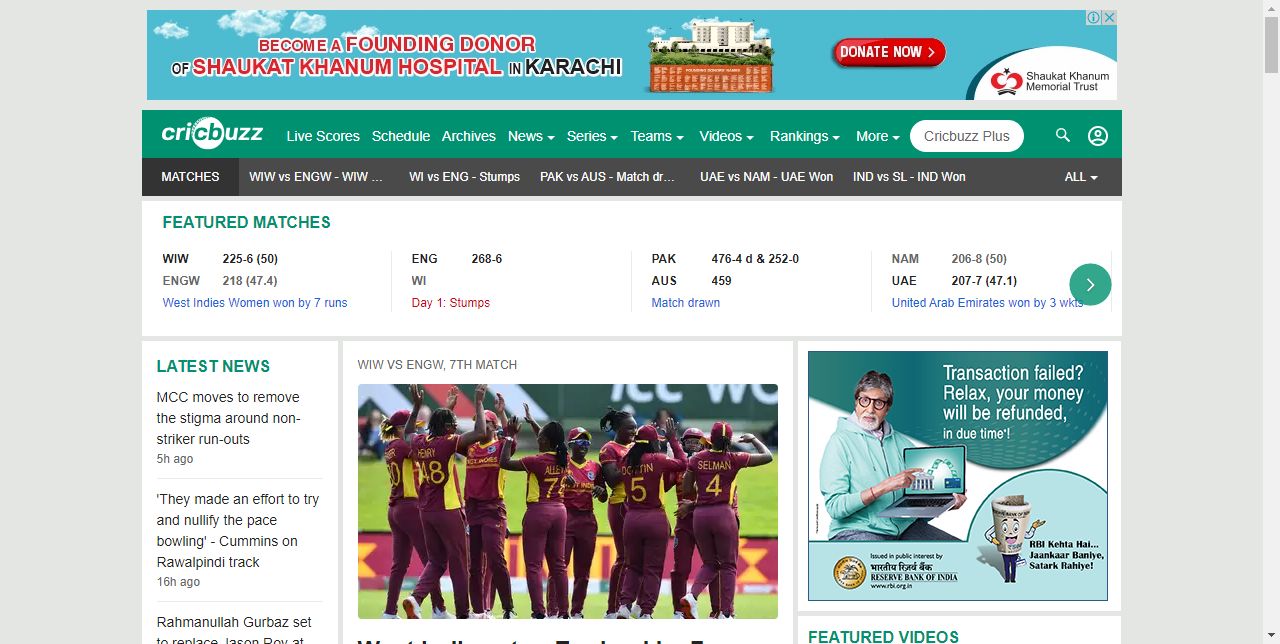 BECOME A FOUNDING DONOR
OF SHAUKAT KHANUM HOSPITAL IN KARACHI
DONATE NOW >
Shaukat Khanum
Memorial Trust
cricbuzz
Live Scores Schedule Archives News Series Teams Videos Rankings More Cricbuzz Plus
MATCHES WIW vs ENGW - WIW ... WI vs ENG - Stumps PAK vs AUS - Match dr... UAE vs NAM - UAE Won IND vs SL - IND Won ALL
FEATURED MATCHES
WIW 225-6 (50)
ENGW 218 (47.4)
West Indies Women won by 7 runs
ENG 268-6
WI
Day 1: Stumps
PAK 476-4 d & 252-0
AUS 459
Match drawn
NAM 206-8 (50)
UAE 207-7 (47.1)
United Arab Emirates won by 3 wkts
LATEST NEWS
MCC moves to remove
the stigma around non-
striker run-outs
5h ago
'They made an effort to try
and nullify the pace
bowling' - Cummins on
Rawalpindi track
16h ago
Rahmanullah Gurbaz set
to replace Jason Roy at
WIW VS ENGW, 7TH MATCH
HENRY
48
ALLEY
7
5
SELMAN
4
Transaction failed?
Relax, your money
will be refunded,
in due time*!
RBI Kehta Hai...
Jaankaar Baniye,
Satark Rahiye!
Issued in public interest by
भारतीय रिज़र्व बैंक
RESERVE BANK OF INDIA
www.rbi.org.in
FEATURED VIDEOS